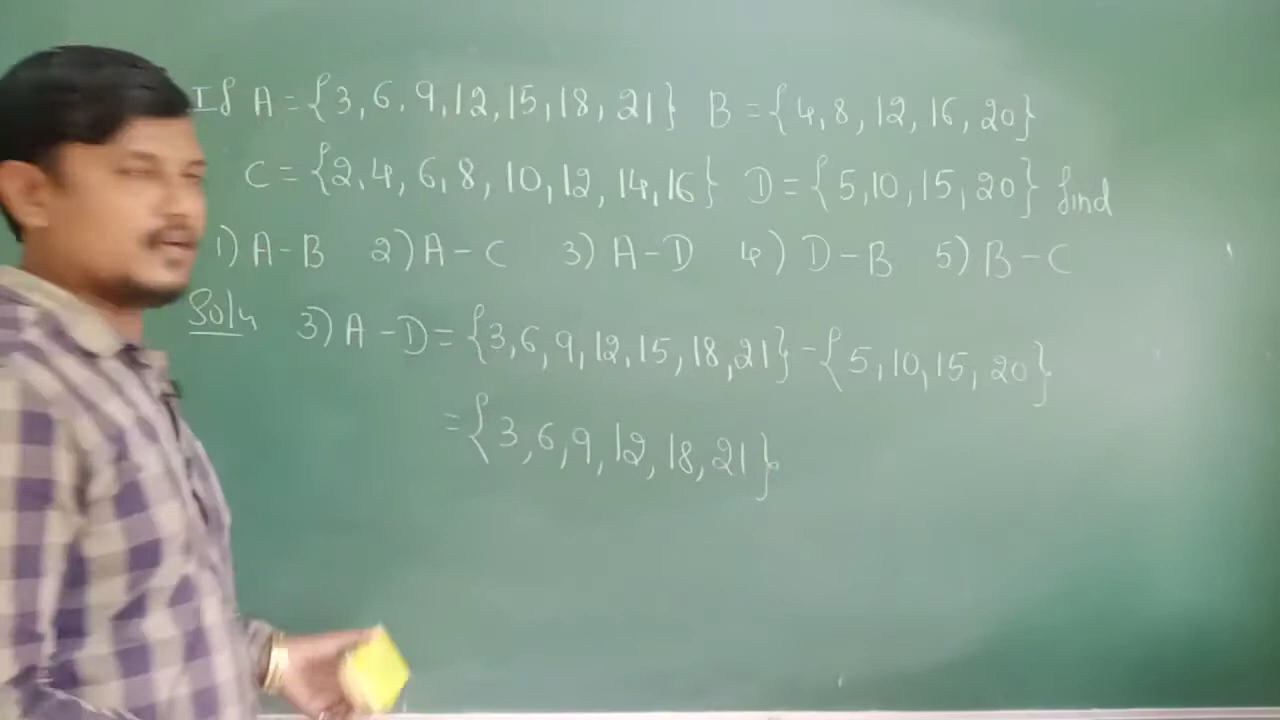 If A = {3, 6, 9, 12, 15, 18, 21} B = {4, 8, 12, 16, 20}
C = {2, 4, 6, 8, 10, 12, 14, 16} D = {5, 10, 15, 20} find
1) A - B 2) A - C 3) A - D 4) D - B 5) B - C
Soln 3) A - D = {3, 6, 9, 12, 15, 18, 21} - {5, 10, 15, 20}
= {3, 6, 9, 12, 18, 21}